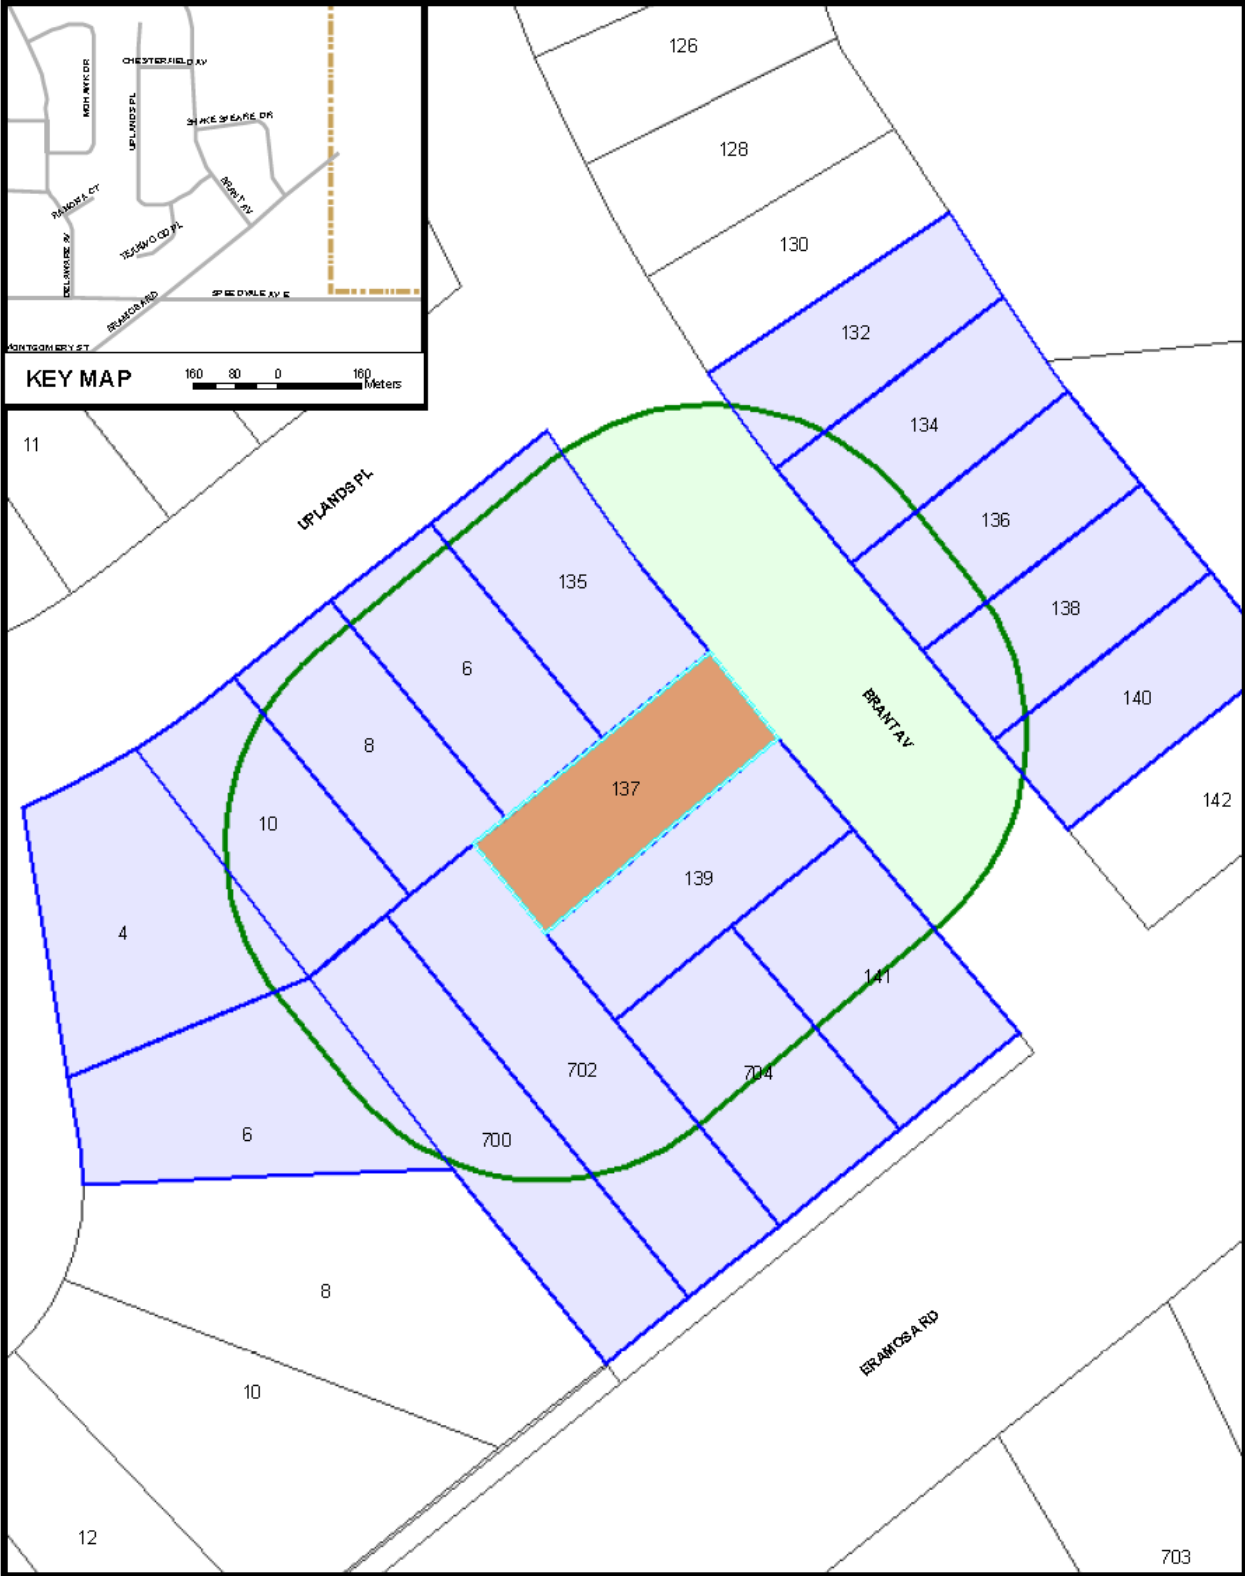 CHESTERFIELD AV
MOHAWK DR
UPLANDS PL
SHAKESPEARE DR
BRANT AV
RAMONA CT
TEAKWOOD PL
DELAWARE AV
ERAMOSA RD
SPEEDVALE AV E
MONTGOMERY ST
KEY MAP
160 80 0 160 Meters
126
128
130
132
134
136
138
140
142
11
UPLANDS PL
135
6
8
10
137
BRANT AV
139
4
141
702
704
6
700
8
ERAMOSA RD
10
12
703